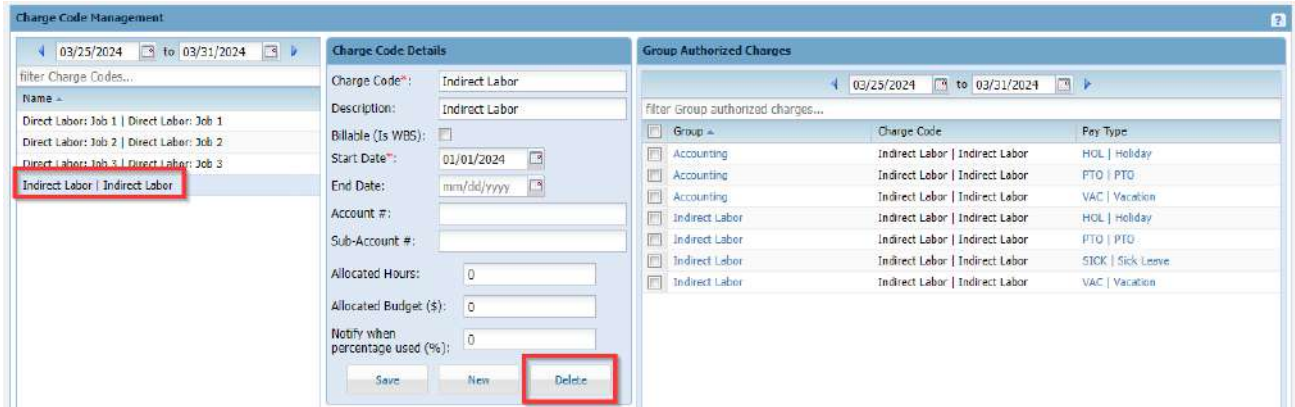 Charge Code Management
?
03/25/2024 to 03/31/2024
filter Charge Codes...
Name
Direct Labor: Job 1 | Direct Labor: Job 1
Direct Labor: Job 2 | Direct Labor: Job 2
Direct Labor: Job 3 | Direct Labor: Job 3
Indirect Labor | Indirect Labor
Charge Code Details
Charge Code*: Indirect Labor
Description: Indirect Labor
Billable (Is WBS):
Start Date*: 01/01/2024
End Date: mm/dd/yyyy
Account #:
Sub-Account #:
Allocated Hours: 0
Allocated Budget ($): 0
Notify when
percentage used (%): 0
Save New Delete
Group Authorized Charges
03/25/2024 to 03/31/2024
filter Group authorized charges...
Group Charge Code Pay Type
Accounting Indirect Labor | Indirect Labor HOL | Holiday
Accounting Indirect Labor | Indirect Labor PTO | PTO
Accounting Indirect Labor | Indirect Labor VAC | Vacation
Indirect Labor Indirect Labor | Indirect Labor HOL | Holiday
Indirect Labor Indirect Labor | Indirect Labor PTO | PTO
Indirect Labor Indirect Labor | Indirect Labor SICK | Sick Leave
Indirect Labor Indirect Labor | Indirect Labor VAC | Vacation